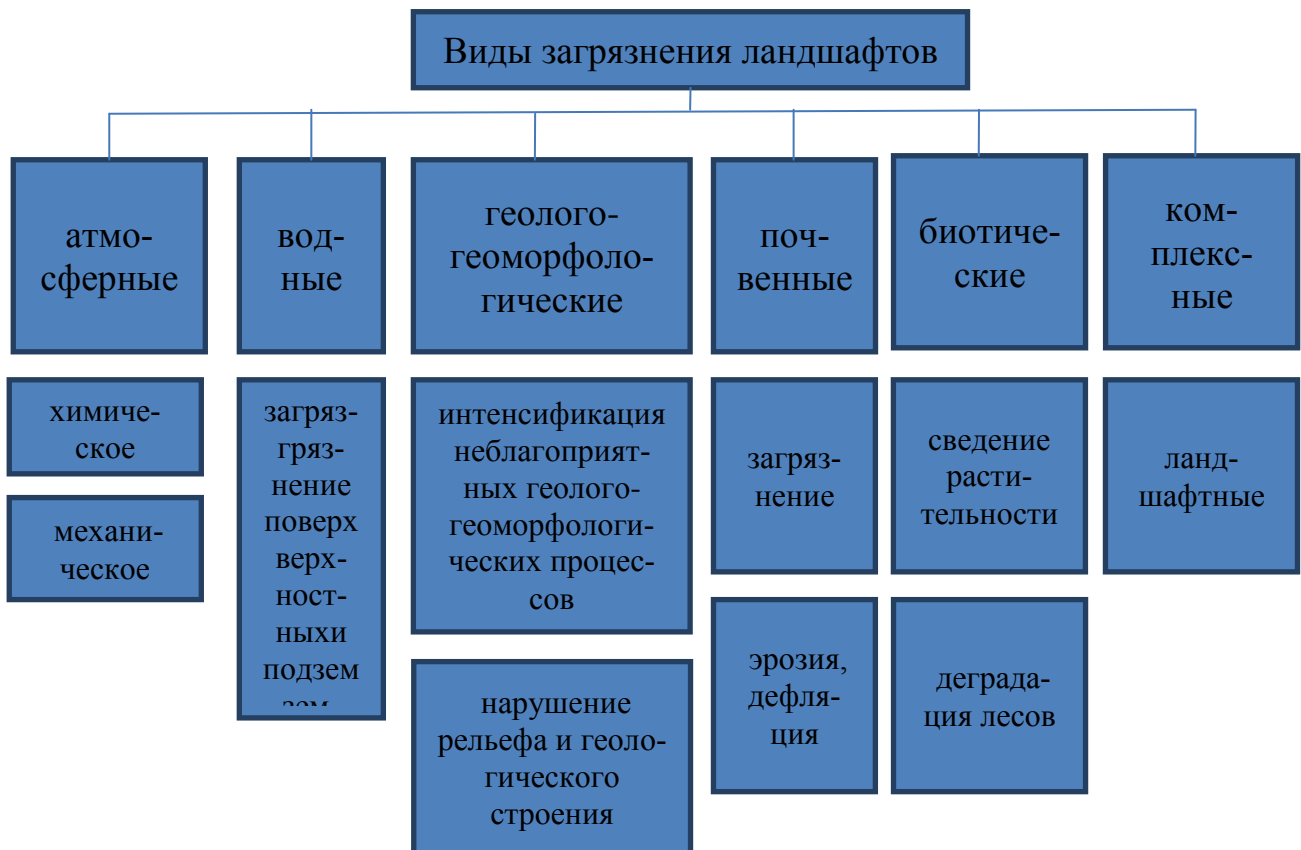 Виды загрязнения ландшафтов
атмо-
сферные
вод-
ные
геолого-
геоморфоло-
гические
поч-
венные
биотиче-
ские
ком-
плекс-
ные
химиче-
ское
механи-
ческое
загряз-
гряз-
нение
поверх
верх-
ност-
ныхи
подзем
зем-
интенсификация
неблагоприят-
ных геолого-
геоморфологи-
ческих процес-
сов
нарушение
рельефа и геоло-
гического
строения
загряз-
нение
эрозия,
дефля-
ция
сведение
расти-
тельности
деграда-
ция лесов
ланд-
шафтные